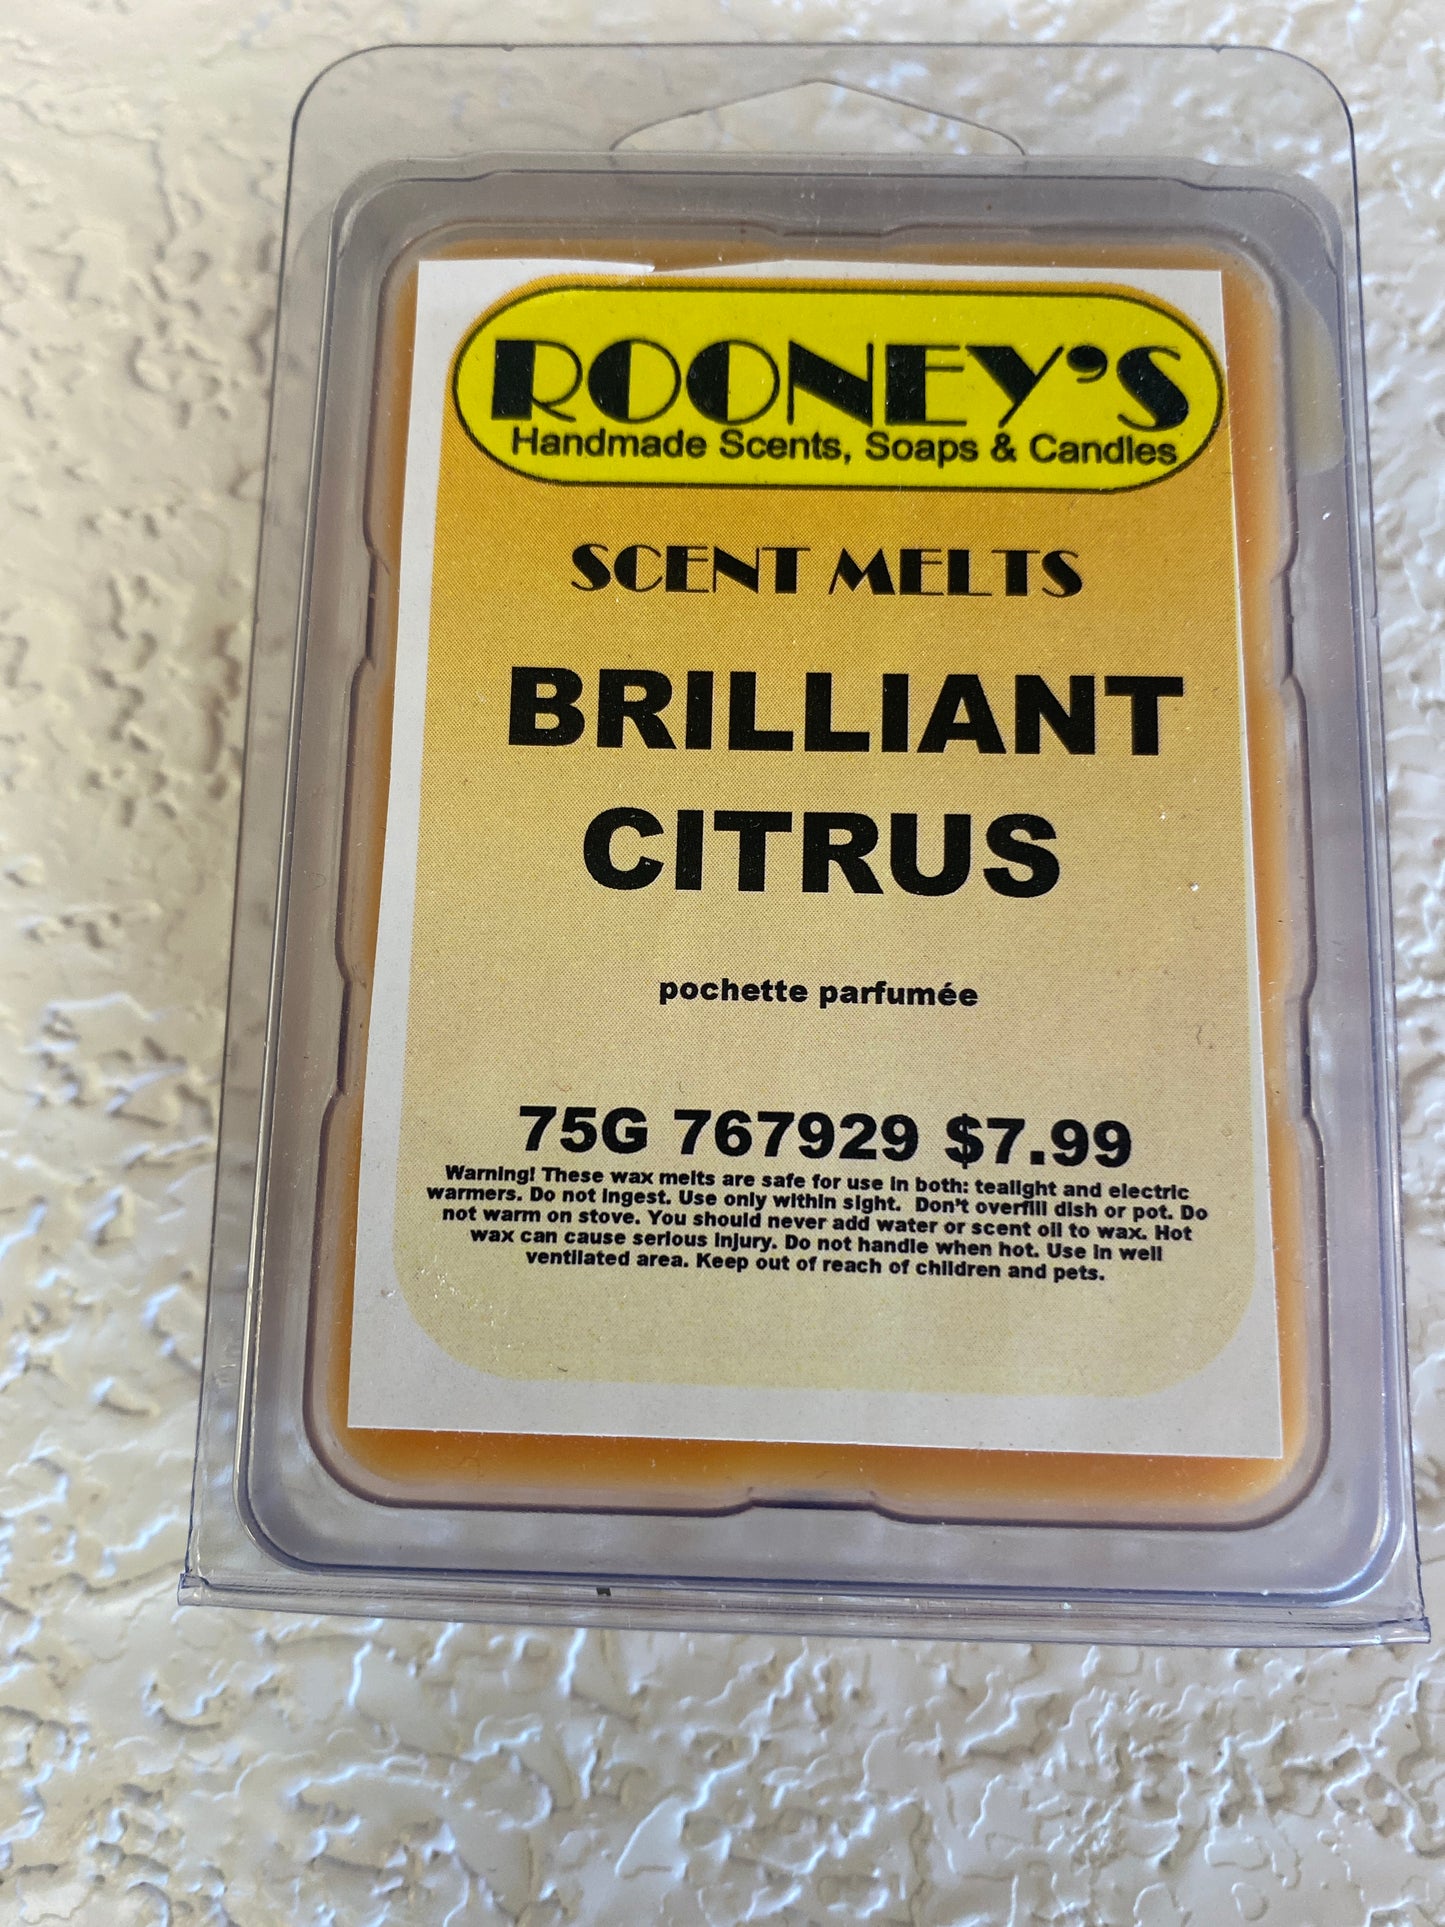 ROONEY'S
Handmade Scents, Soaps & Candles
SCENT MELTS
BRILLIANT
CITRUS
pochette parfumée
75G 767929 $7.99
Warning! These wax melts are safe for use in both: tealight and electric
warmers. Do not ingest. Use only within sight. Don't overfill dish or pot. Do
not warm on stove. You should never add water or scent oil to wax. Hot
wax can cause serious injury. Do not handle when hot. Use in well
ventilated area. Keep out of reach of children and pets.